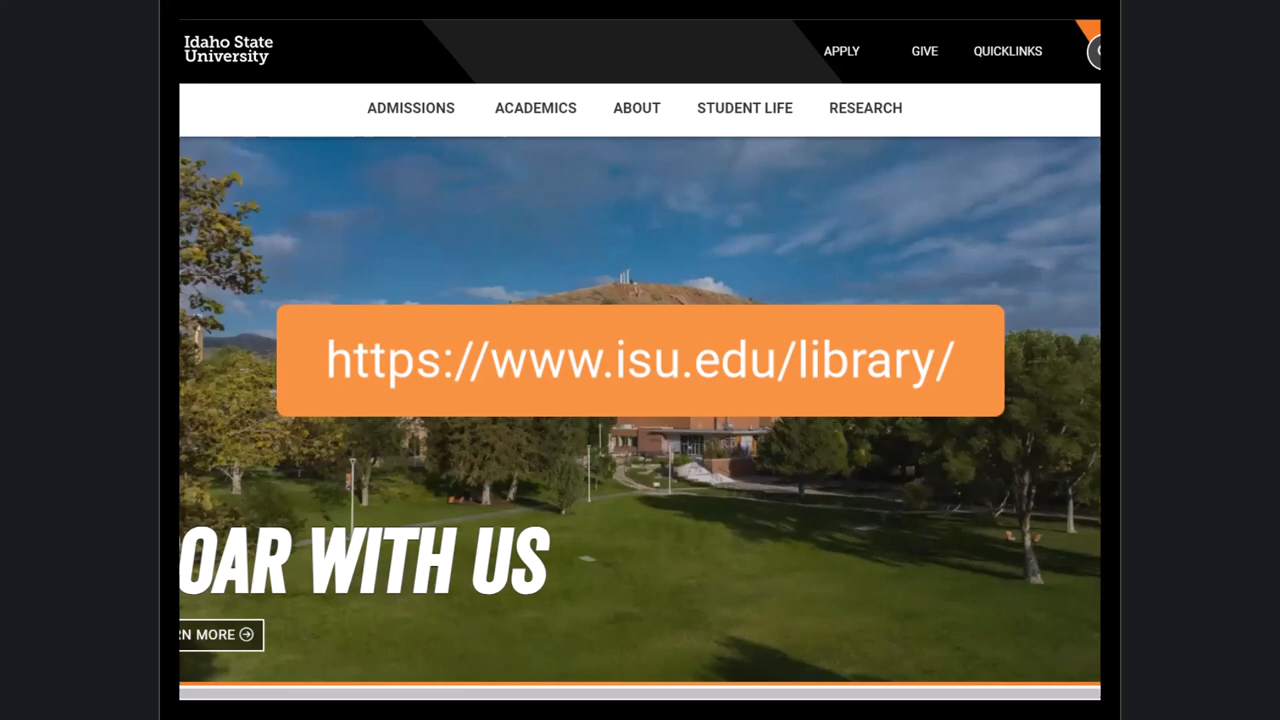 Idaho State
University
APPLY GIVE QUICKLINKS
ADMISSIONS ACADEMICS ABOUT STUDENT LIFE RESEARCH
https://www.isu.edu/library/
OAR WITH US
RN MORE